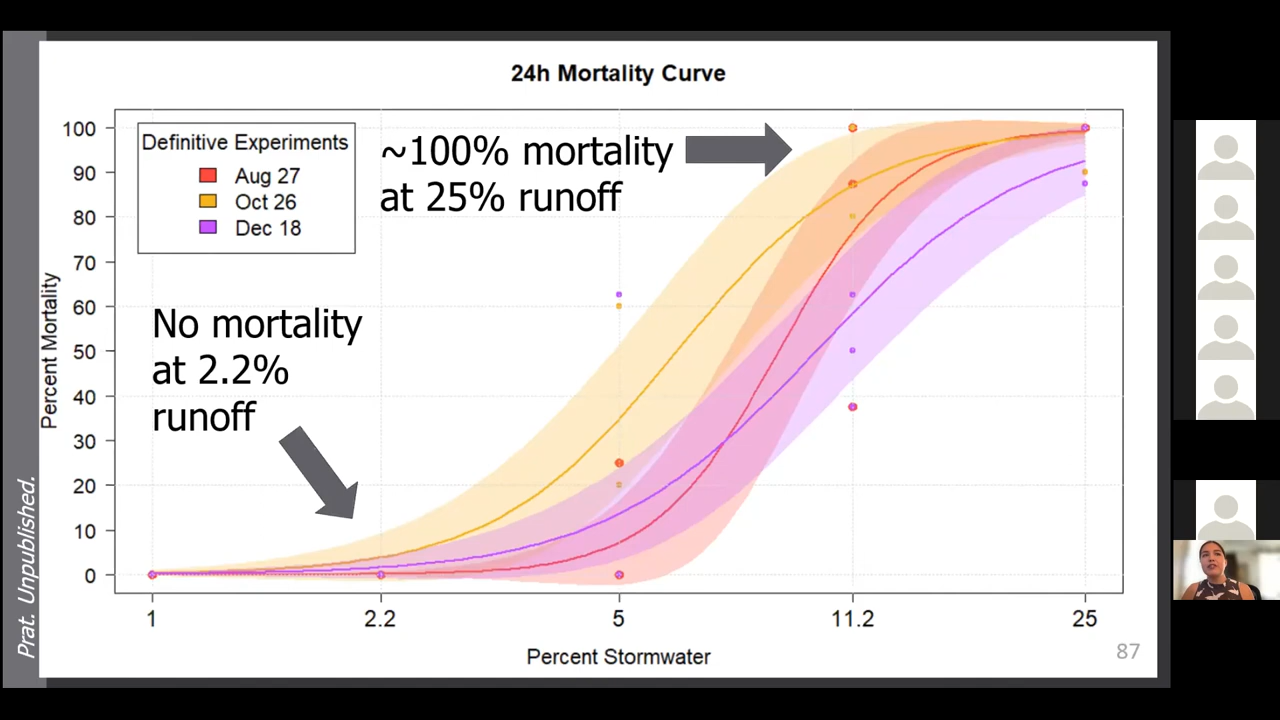 24h Mortality Curve
Definitive Experiments
Aug 27
Oct 26
Dec 18
~100% mortality
at 25% runoff
No mortality
at 2.2%
runoff
Percent Mortality
100
90
80
70
60
50
40
30
20
10
0
1
2.2
5
11.2
25
Percent Stormwater
Prat. Unpublished.
87